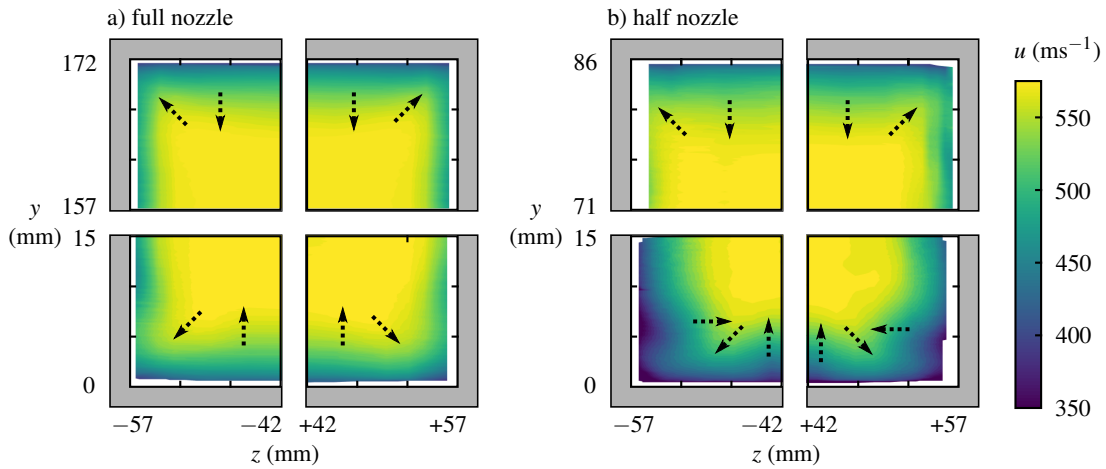 a) full nozzle
b) half nozzle
u (ms−1)
172
157
y
(mm)
15
0
−57
−42
+42
+57
z (mm)
86
71
y
(mm)
15
0
−57
−42
+42
+57
z (mm)
550
500
450
400
350